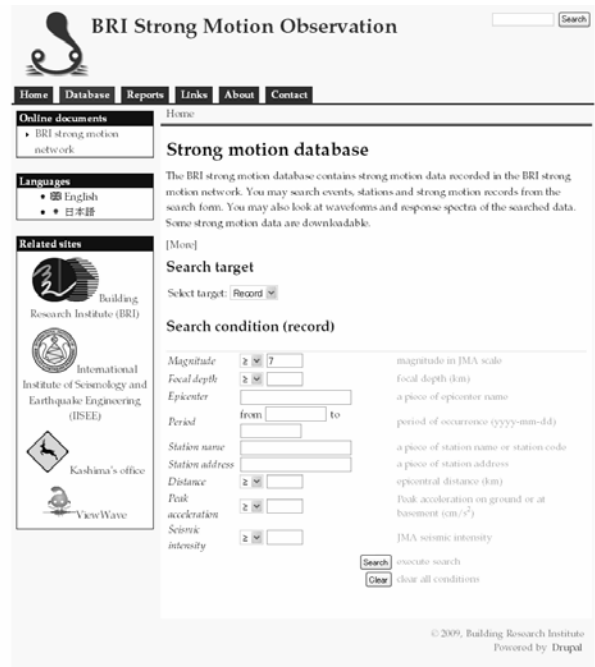 BRI Strong Motion Observation
Search
Home Database Reports Links About Contact
Online documents
BRI strong motion
network
Languages
English
日本語
Related sites
Building
Research Institute (BRI)
International
Institute of Seismology and
Earthquake Engineering
(IISEE)
Kashima's office
ViewWave
Home
Strong motion database
The BRI strong motion database contains strong motion data recorded in the BRI strong
motion network. You may search events, stations and strong motion records from the
search form. You may also look at waveforms and response spectra of the searched data.
Some strong motion data are downloadable.
[More]
Search target
Select target: Record
Search condition (record)
Magnitude ≥ 7 magnitude in JMA scale
Focal depth ≥ focal depth (km)
Epicenter a piece of epicenter name
Period from to period of occurrence (yyyy-mm-dd)
Station name a piece of station name or station code
Station address a piece of station address
Distance ≥ epicentral distance (km)
Peak
acceleration ≥ Peak acceleration on ground or at
basement (cm/s²)
Seismic
intensity ≥ JMA seismic intensity
Search execute search
Clear clear all conditions
© 2009, Building Research Institute
Powered by Drupal